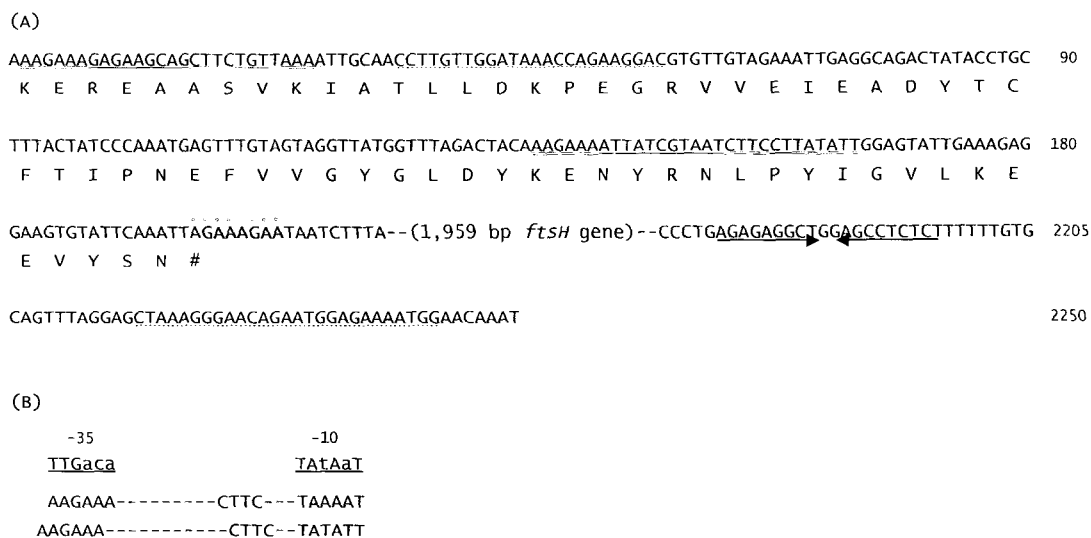 (A)
AAAGAAAGAGAAGCAGCTTCTGTTAAAATTGCAACCTTGTTGGATAAACCAGAAGGACGTGTTGTAGAAATTGAGGCAGACTATACCTGC 90
K E R E A A S V K I A T L L D K P E G R V V E I E A D Y T C
TTTACTATCCCAAATGAGTTTGTAGTAGGTTATGGTTTAGACTACAAAGAAAATTATCGTAATCTTCCTTATATTGGAGTATTGAAAGAG 180
F T I P N E F V V G Y G L D Y K E N Y R N L P Y I G V L K E
GAAGTGTATTCAAATTAGAAAGAATAATCTTTA--(1,959 bp ftsH gene)--CCCTGAGAGAGGCTGGAGCCTCTCTTTTTTGTG 2205
E V Y S N #
CAGTTTAGGAGCTAAAGGGAACAGAATGGAGAAAATGGAACAAAT 2250
(B)
-35 -10
TTGaca TAtAaT
AAGAAA----------CTTC---TAAAAT
AAGAAA------------CTTC--TATATT